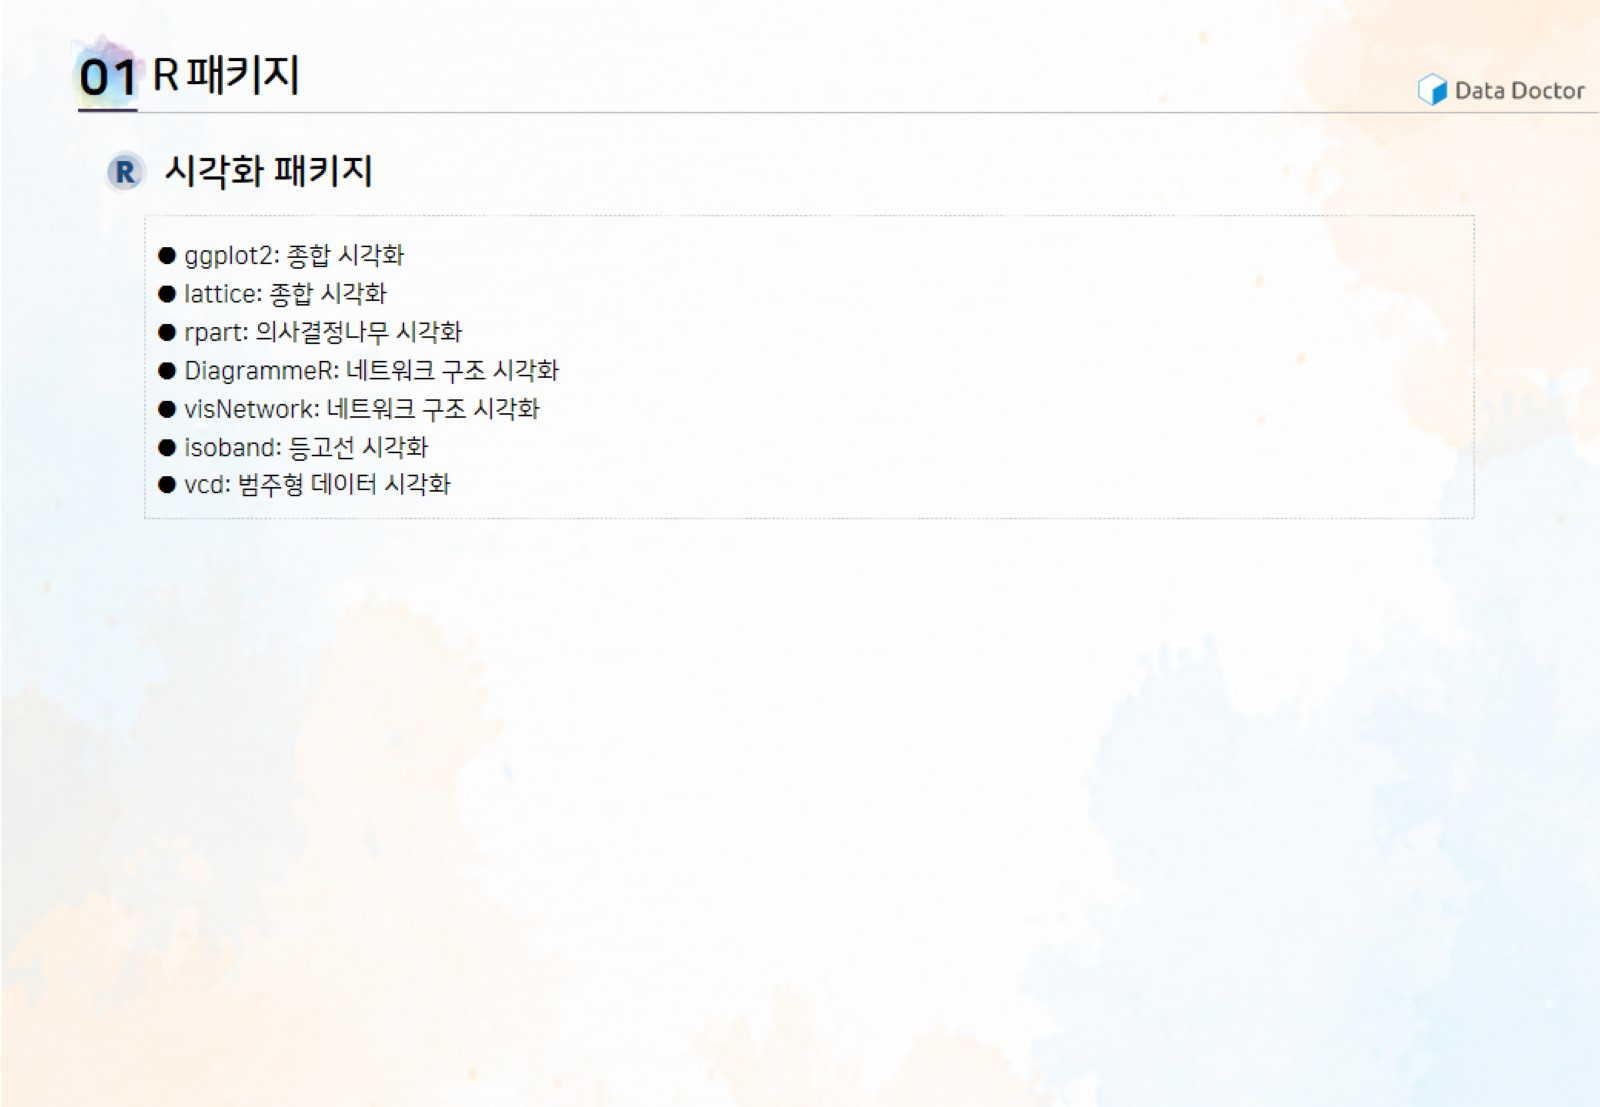 01 R 패키지
Data Doctor
R 시각화 패키지
● ggplot2: 종합 시각화
● lattice: 종합 시각화
● rpart: 의사결정나무 시각화
● DiagrammeR: 네트워크 구조 시각화
● visNetwork: 네트워크 구조 시각화
● isoband: 등고선 시각화
● vcd: 범주형 데이터 시각화